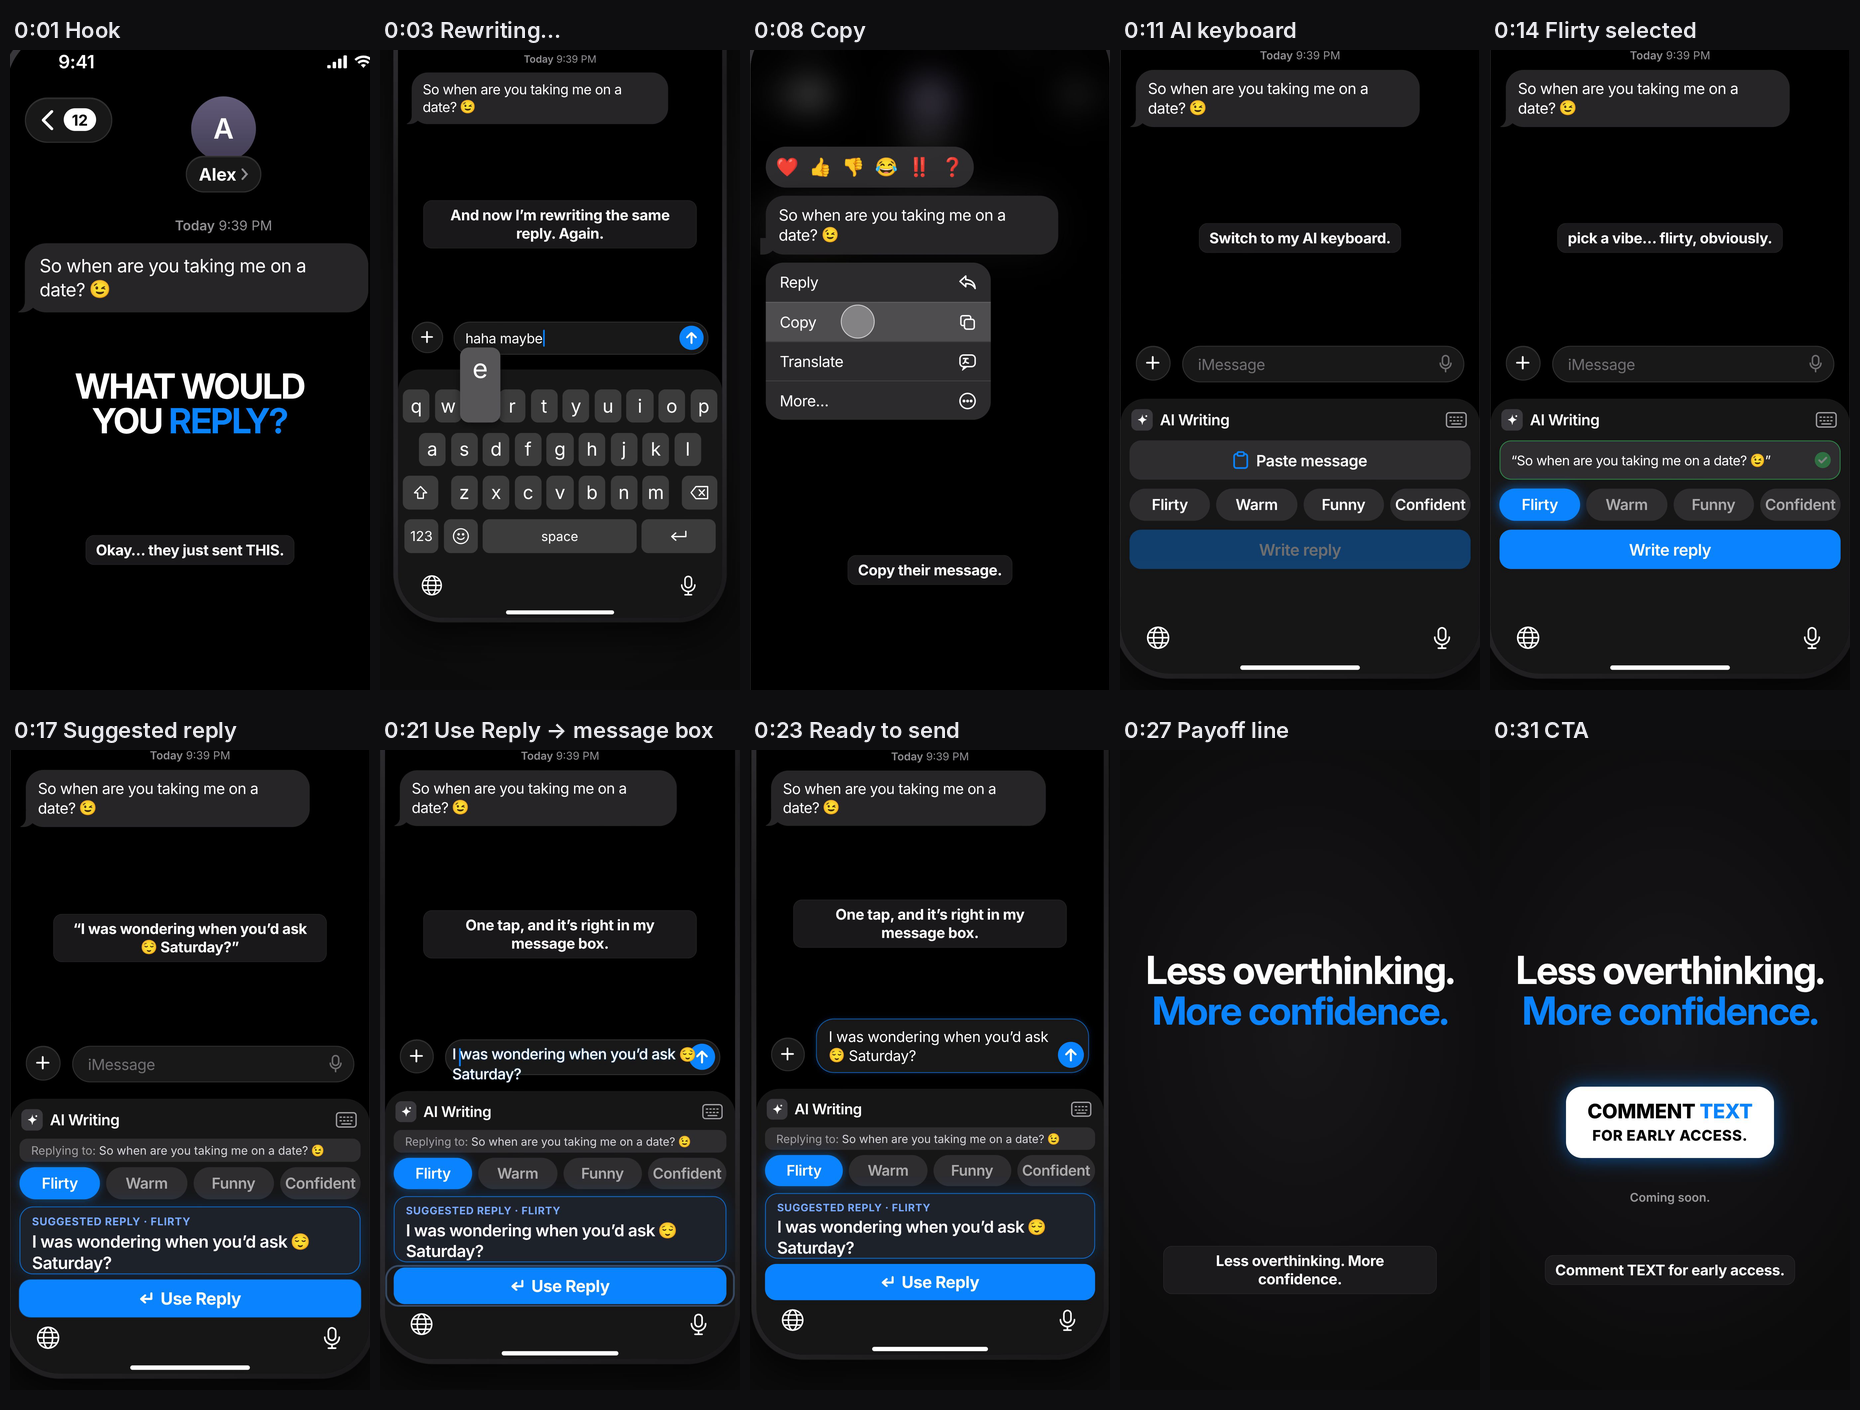 0:01 Hook
9:41
12
A
Alex
Today 9:39 PM
So when are you taking me on a
date? 😉
WHAT WOULD
YOU REPLY?
Okay... they just sent THIS.
0:03 Rewriting...
Today 9:39 PM
So when are you taking me on a
date? 😉
And now I'm rewriting the same
reply. Again.
haha maybe
e
q w r t y u i o p
a s d f g h j k l
z x c v b n m
123 space
0:08 Copy
❤️ 👍 👎 😂 ‼️ ❓
So when are you taking me on a
date? 😉
Reply
Copy
Translate
More...
Copy their message.
0:11 AI keyboard
Today 9:39 PM
So when are you taking me on a
date? 😉
Switch to my AI keyboard.
iMessage
AI Writing
Paste message
Flirty Warm Funny Confident
Write reply
0:14 Flirty selected
Today 9:39 PM
So when are you taking me on a
date? 😉
pick a vibe... flirty, obviously.
iMessage
AI Writing
“So when are you taking me on a date? 😉”
Flirty Warm Funny Confident
Write reply
0:17 Suggested reply
Today 9:39 PM
So when are you taking me on a
date? 😉
“I was wondering when you’d ask
😌 Saturday?”
iMessage
AI Writing
Replying to: So when are you taking me on a date? 😉
Flirty Warm Funny Confident
SUGGESTED REPLY · FLIRTY
I was wondering when you’d ask 😌
Saturday?
↵ Use Reply
0:21 Use Reply → message box
Today 9:39 PM
So when are you taking me on a
date? 😉
One tap, and it’s right in my
message box.
I was wondering when you’d ask 😌
Saturday?
AI Writing
Replying to: So when are you taking me on a date? 😉
Flirty Warm Funny Confident
SUGGESTED REPLY · FLIRTY
I was wondering when you’d ask 😌
Saturday?
↵ Use Reply
0:23 Ready to send
Today 9:39 PM
So when are you taking me on a
date? 😉
One tap, and it’s right in my
message box.
I was wondering when you’d ask
😌 Saturday?
AI Writing
Replying to: So when are you taking me on a date? 😉
Flirty Warm Funny Confident
SUGGESTED REPLY · FLIRTY
I was wondering when you’d ask 😌
Saturday?
↵ Use Reply
0:27 Payoff line
Less overthinking.
More confidence.
Less overthinking. More
confidence.
0:31 CTA
Less overthinking.
More confidence.
COMMENT TEXT
FOR EARLY ACCESS.
Coming soon.
Comment TEXT for early access.